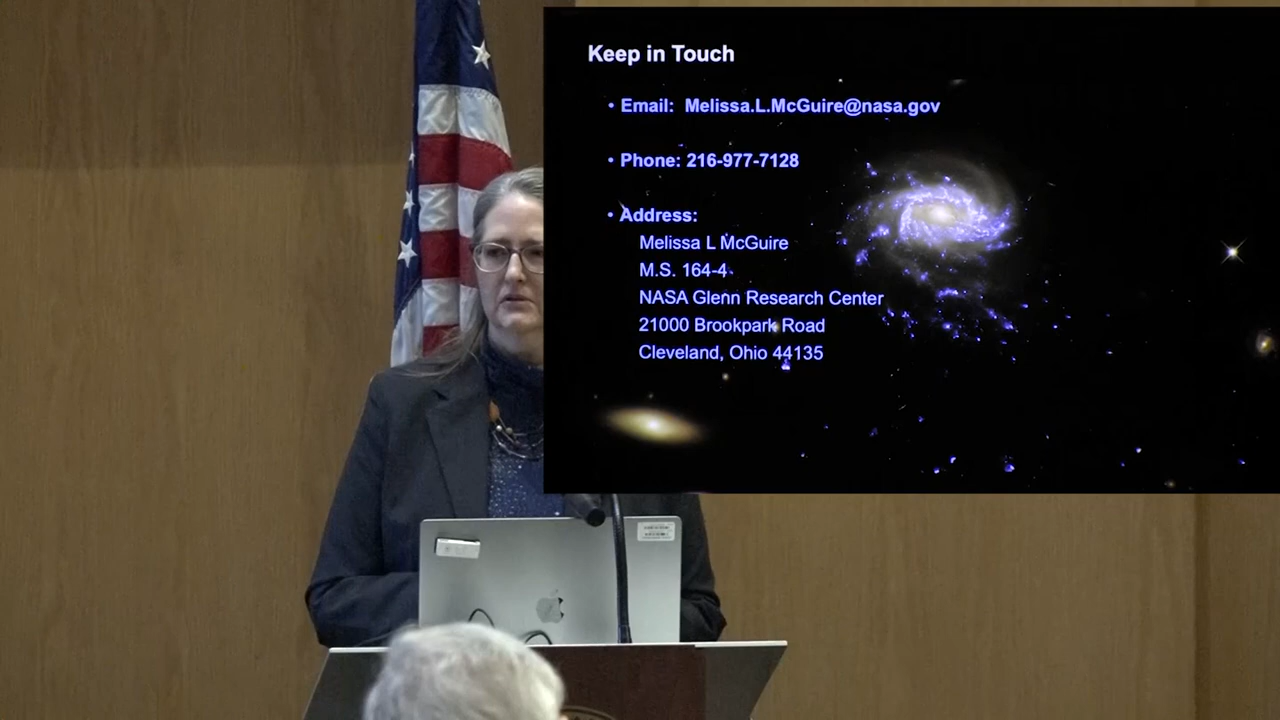 Keep in Touch
• Email: Melissa.L.McGuire@nasa.gov
• Phone: 216-977-7128
• Address:
Melissa L McGuire
M.S. 164-4
NASA Glenn Research Center
21000 Brookpark Road
Cleveland, Ohio 44135